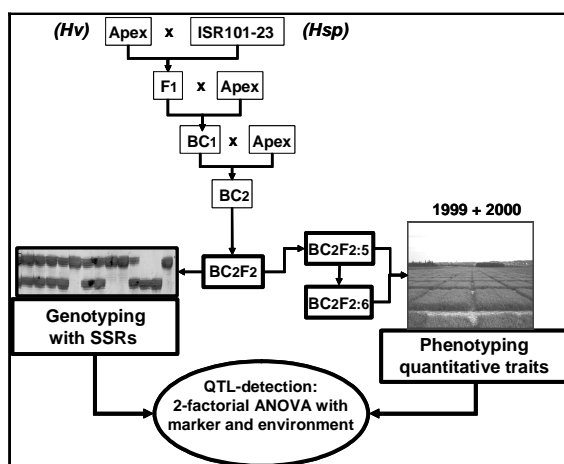 (Hv) Apex x ISR101-23 (Hsp)
F1 x Apex
BC1 x Apex
BC2
1999 + 2000
BC2F2:5
BC2F2
BC2F2:6
Genotyping
with SSRs
Phenotyping
quantitative traits
QTL-detection:
2-factorial ANOVA with
marker and environment